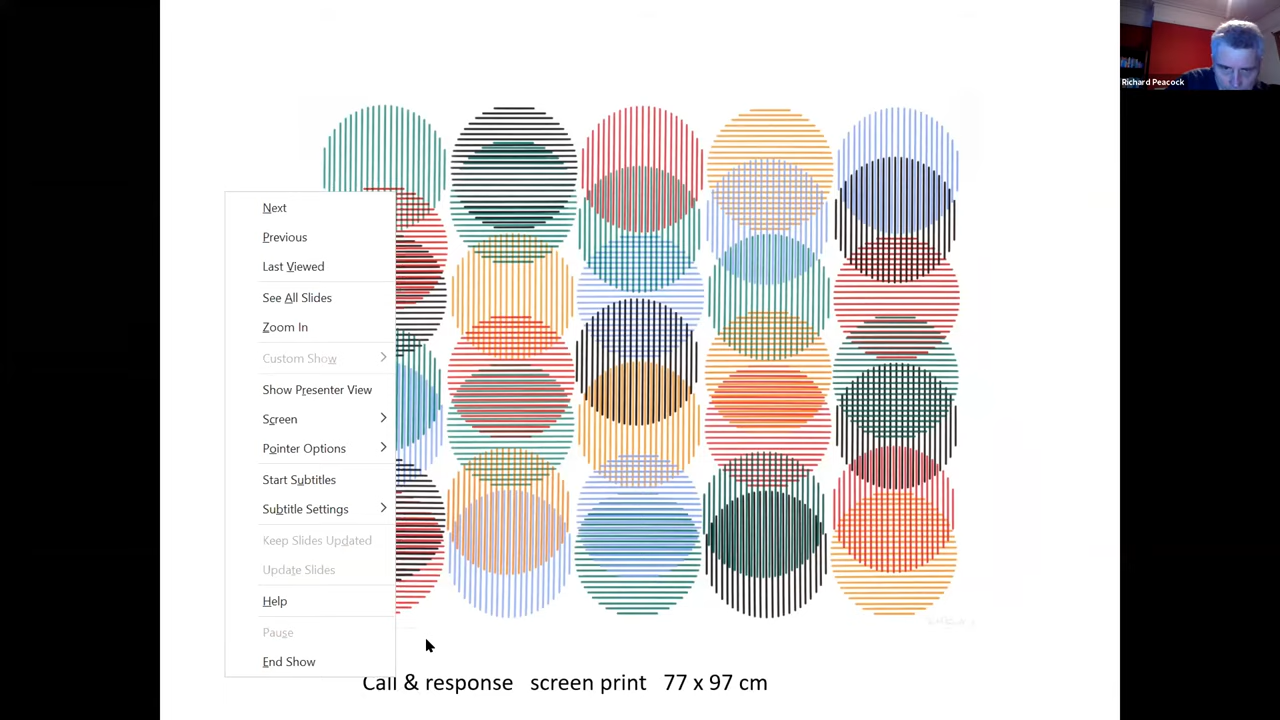 Richard Peacock
Next
Previous
Last Viewed
See All Slides
Zoom In
Custom Show
Show Presenter View
Screen
Pointer Options
Start Subtitles
Subtitle Settings
Keep Slides Updated
Update Slides
Help
Pause
End Show
Call & response screen print 77 x 97 cm